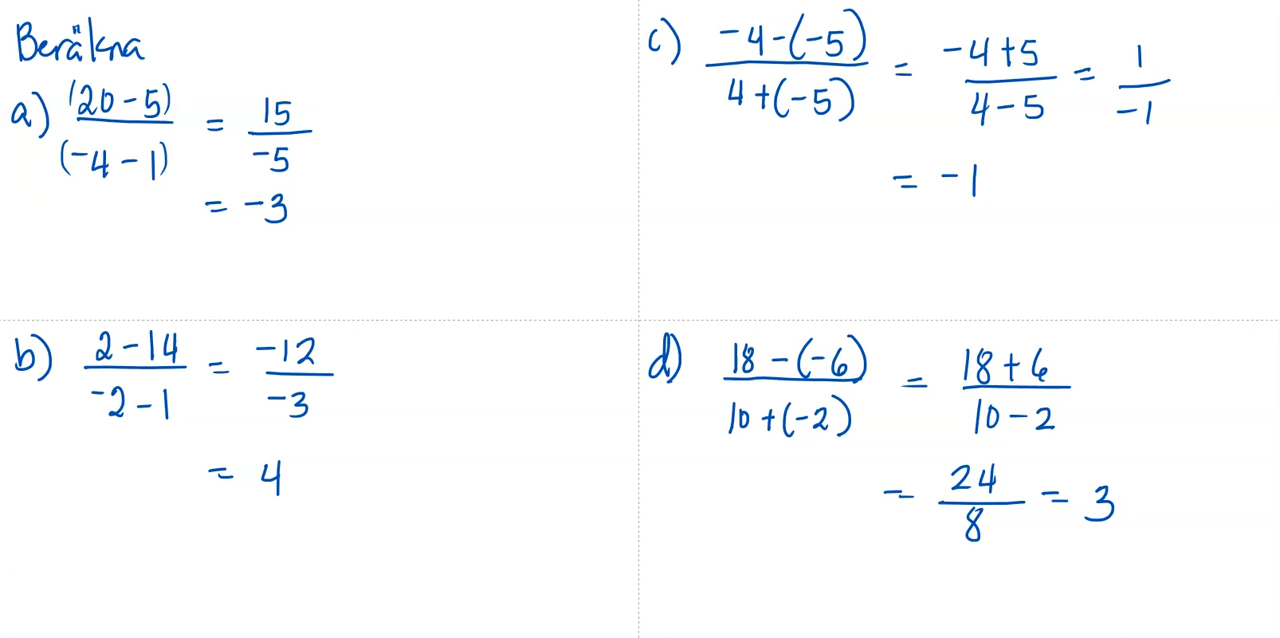 Beräkna
a) (20 - 5) / (-4 - 1) = 15 / -5
= -3
b) 2 - 14 / -2 - 1 = -12 / -3
= 4
c) -4 - (-5) / 4 + (-5) = -4 + 5 / 4 - 5 = 1 / -1
= -1
d) 18 - (-6) / 10 + (-2) = 18 + 6 / 10 - 2
= 24 / 8 = 3